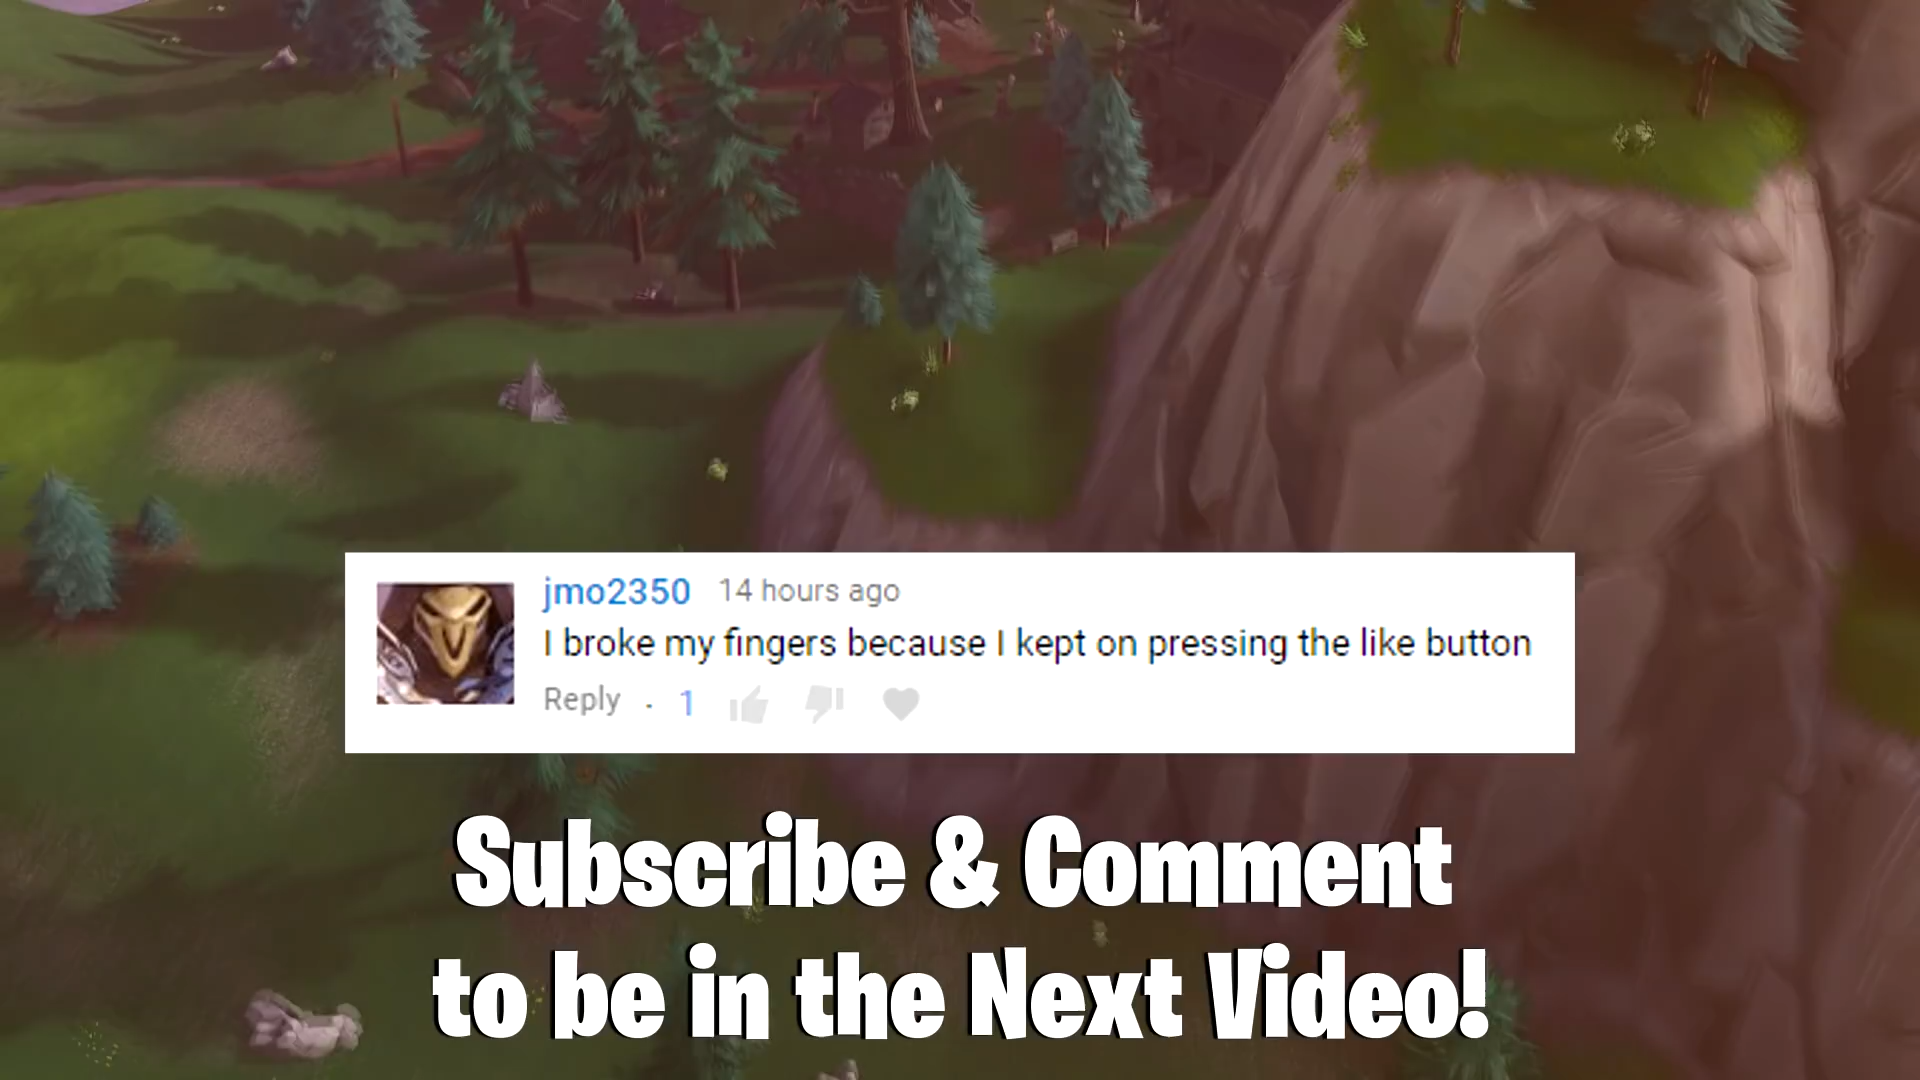 jmo2350 14 hours ago
I broke my fingers because I kept on pressing the like button
Reply · 1
Subscribe & Comment
to be in the Next Video!